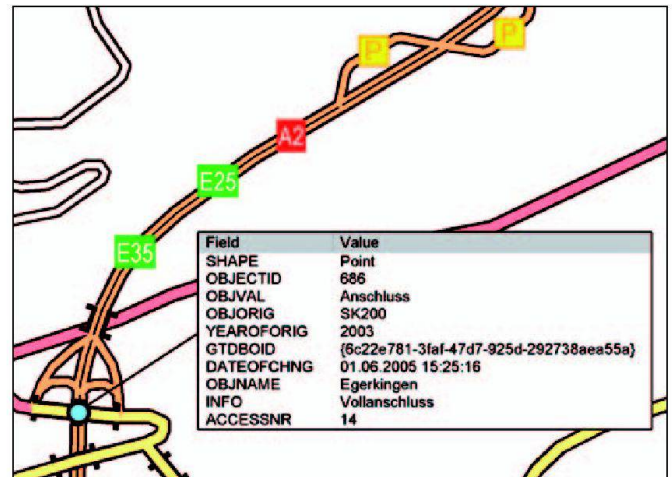 P
P
A2
E25
E35
Field Value
SHAPE Point
OBJECTID 686
OBJVAL Anschluss
OBJORIG SK200
YEAROFORIG 2003
GTDBOID {6c22e781-3faf-47d7-925d-292738aea55a}
DATEOFCHNG 01.06.2005 15:25:16
OBJNAME Egerkingen
INFO Vollanschluss
ACCESSNR 14